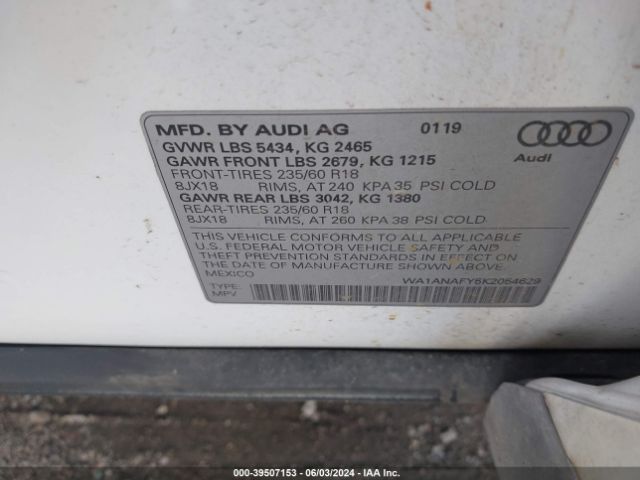 MFD. BY AUDI AG 0119
GVWR LBS 5434, KG 2465
GAWR FRONT LBS 2679, KG 1215
FRONT-TIRES 235/60 R18
8JX18 RIMS, AT 240 KPA 35 PSI COLD
GAWR REAR LBS 3042, KG 1380
REAR-TIRES 235/60 R18
8JX18 RIMS, AT 260 KPA 38 PSI COLD
Audi
THIS VEHICLE CONFORMS TO ALL APPLICABLE
U.S. FEDERAL MOTOR VEHICLE SAFETY AND
THEFT PREVENTION STANDARDS IN EFFECT ON
THE DATE OF MANUFACTURE SHOWN ABOVE.
MEXICO
TYPE: WA1ANAFY5K2054629
MPV
000-39507153 - 06/03/2024 - IAA Inc.